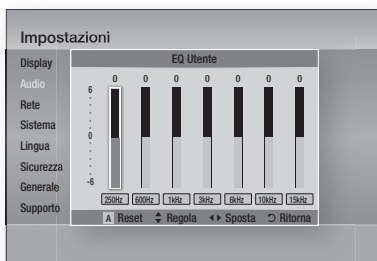 Impostazioni
Display
Audio
Rete
Sistema
Lingua
Sicurezza
Generale
Supporto
EQ Utente
0 0 0 0 0 0 0
6
0
-6
250Hz 600Hz 1kHz 3kHz 6kHz 10kHz 15kHz
A Reset Regola Sposta Ritorna